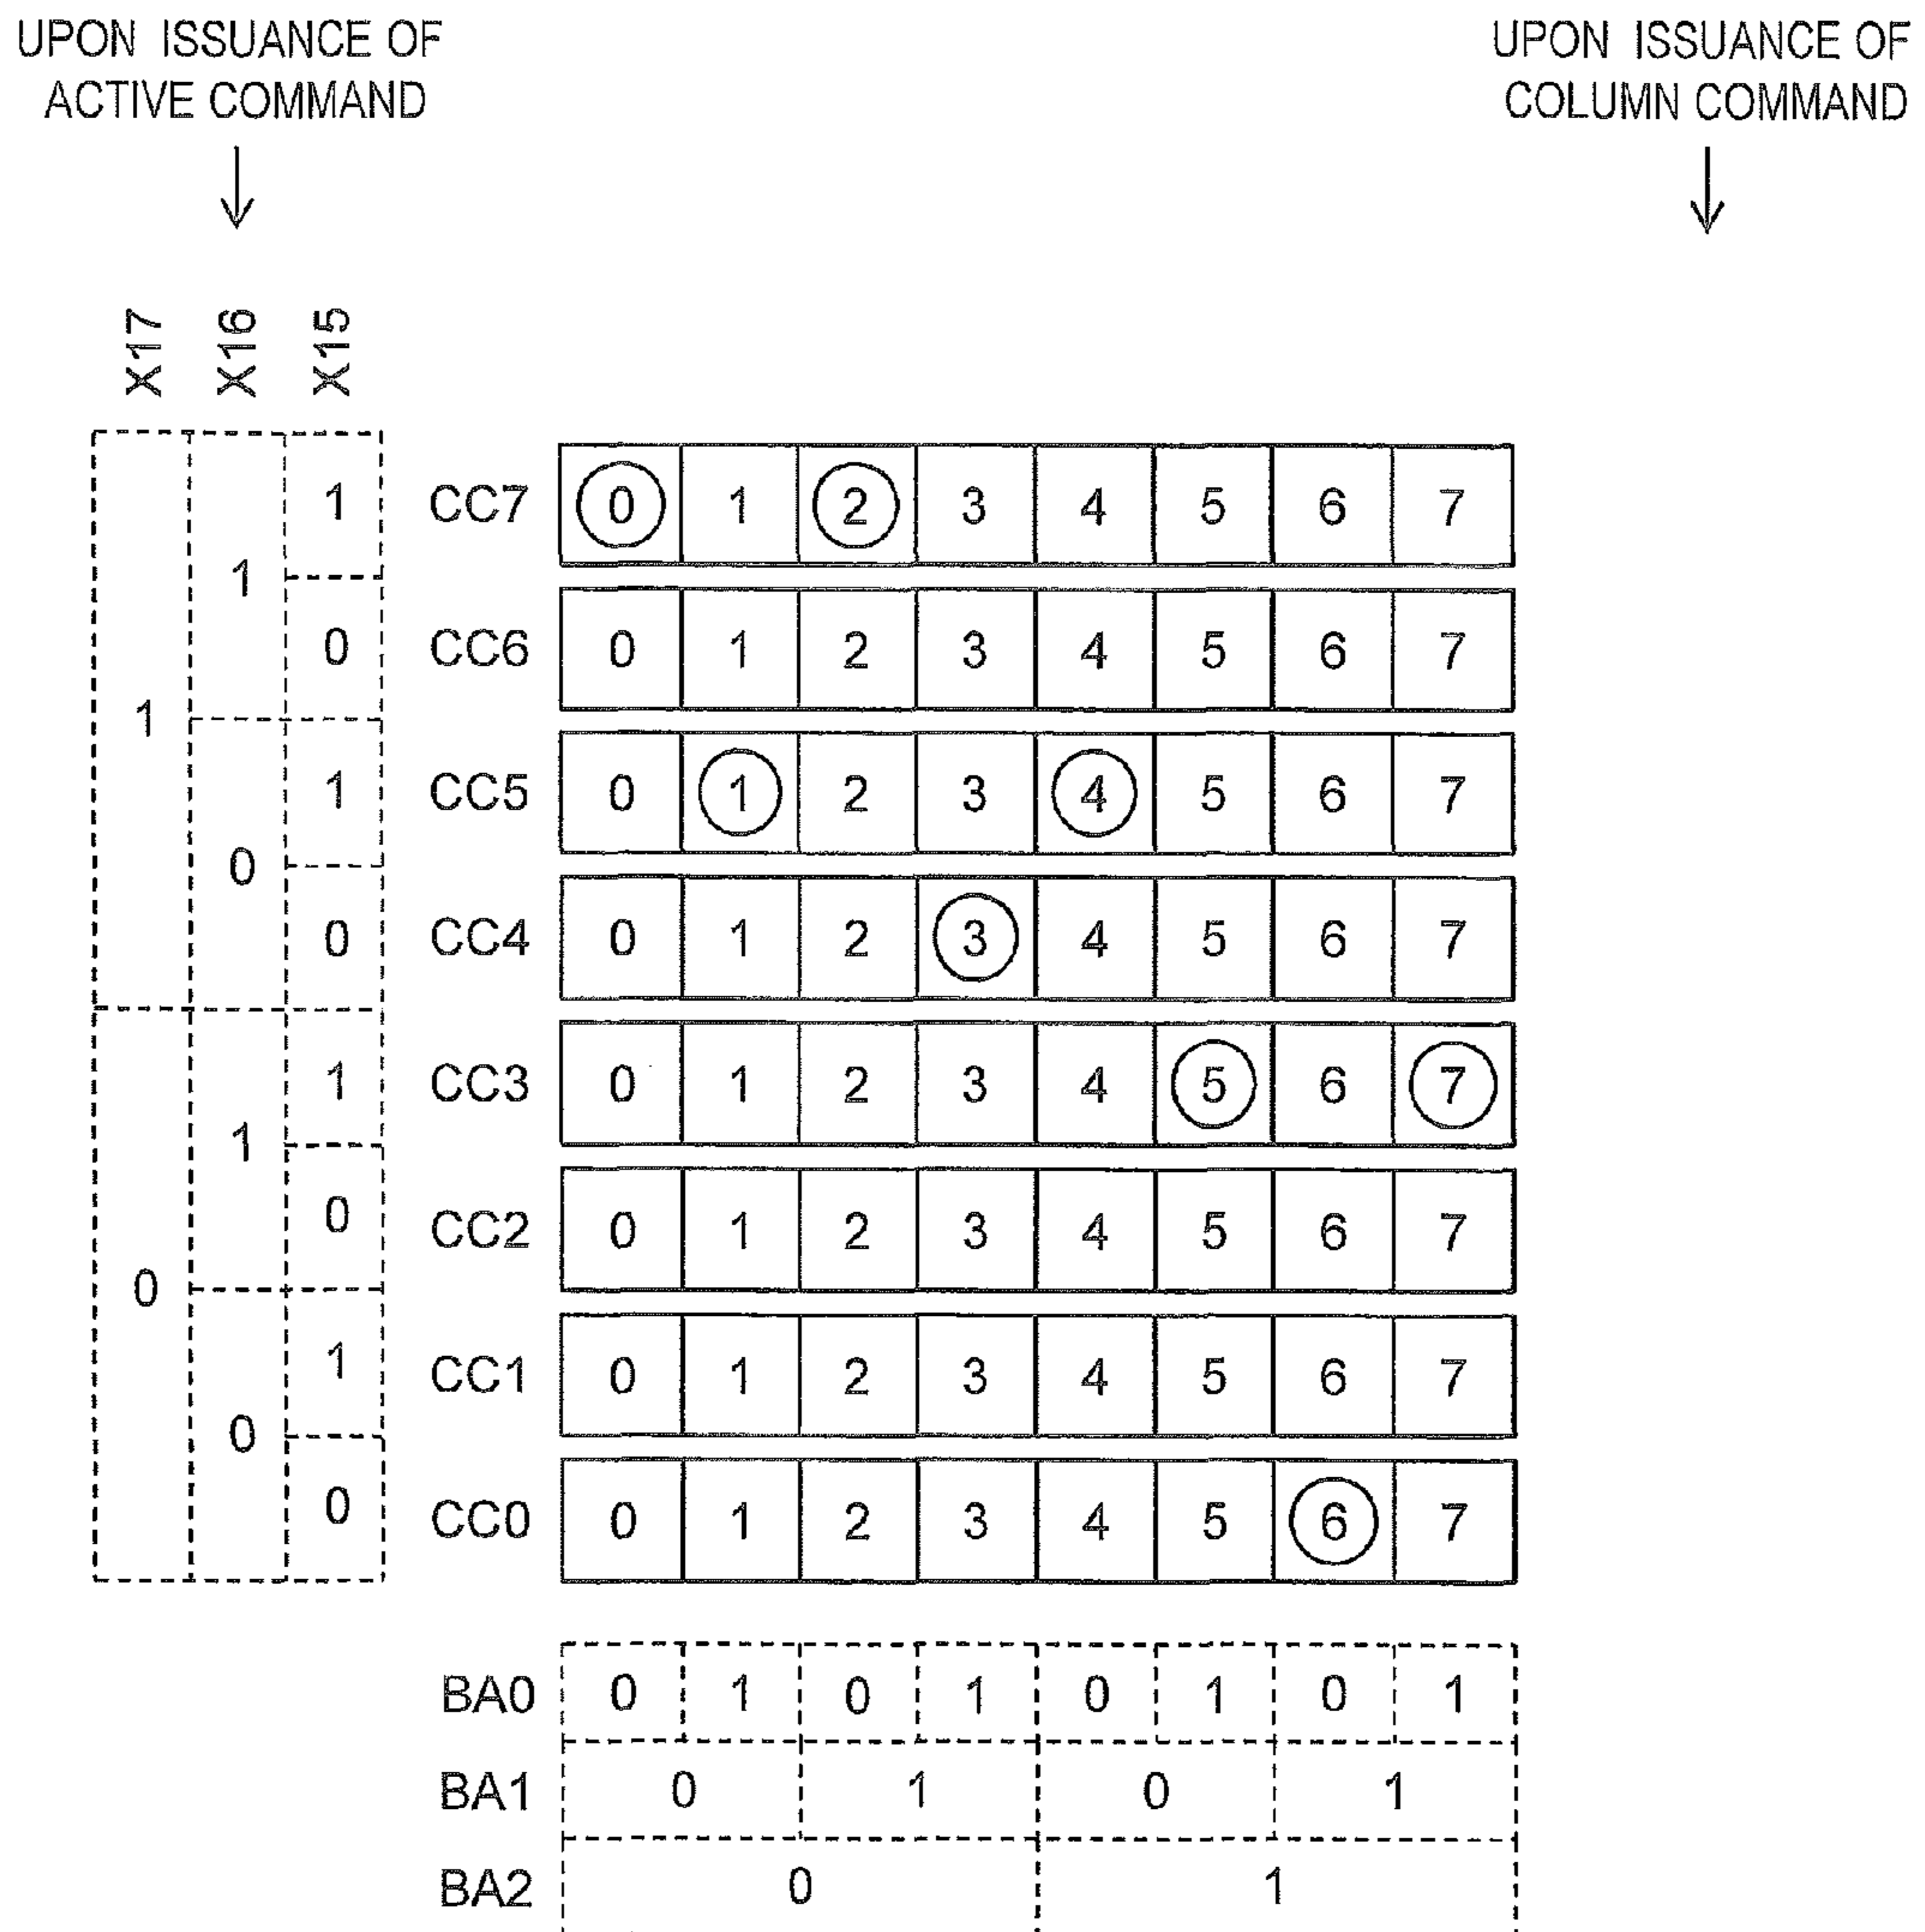 UPON ISSUANCE OF
ACTIVE COMMAND
UPON ISSUANCE OF
COLUMN COMMAND
X17 X16 X15
1 1 1 CC7 0 1 2 3 4 5 6 7
0 CC6 0 1 2 3 4 5 6 7
0 1 CC5 0 1 2 3 4 5 6 7
0 CC4 0 1 2 3 4 5 6 7
0 1 1 CC3 0 1 2 3 4 5 6 7
0 CC2 0 1 2 3 4 5 6 7
0 1 CC1 0 1 2 3 4 5 6 7
0 CC0 0 1 2 3 4 5 6 7
BA0 0 1 0 1 0 1 0 1
BA1 0 1 0 1
BA2 0 1